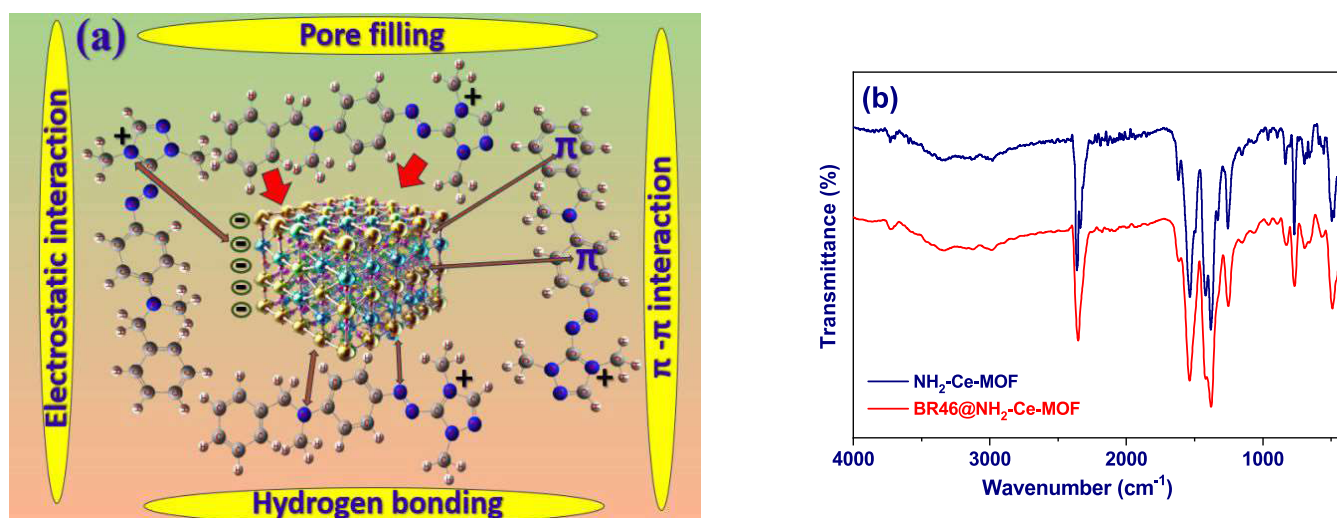 (a)
Pore filling
Electrostatic interaction
π -π interaction
Hydrogen bonding
+
+
+
+
π
π
(b)
Transmittance (%)
NH₂-Ce-MOF
BR46@NH₂-Ce-MOF
4000 3000 2000 1000
Wavenumber (cm⁻¹)